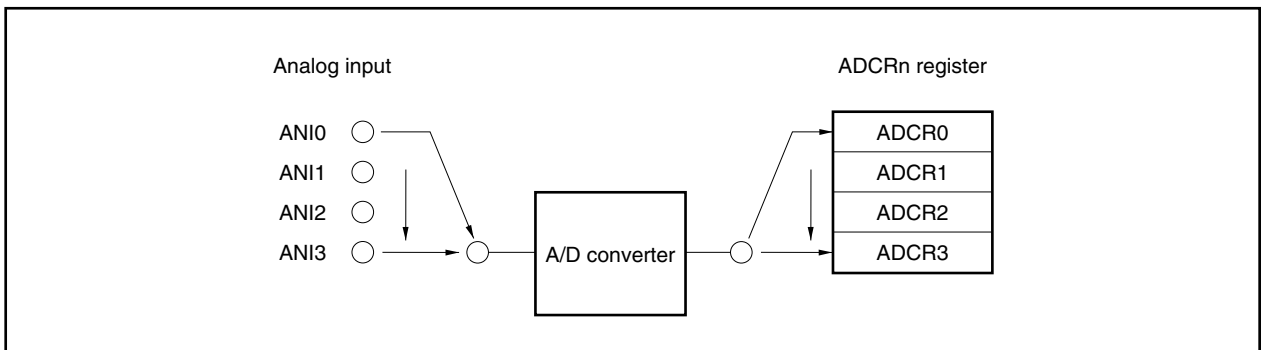 Analog input
ADCRn register
ANI0
ANI1
ANI2
ANI3
A/D converter
ADCR0
ADCR1
ADCR2
ADCR3